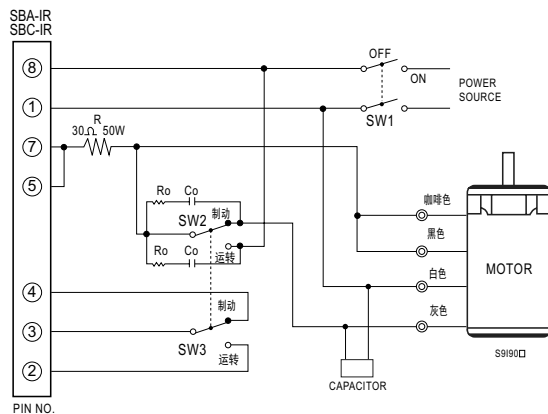 SBA-IR
SBC-IR
8
1
7
5
4
3
2
PIN NO.
R
30Ω 50W
OFF
ON
POWER
SOURCE
SW1
Ro
Co
制动
SW2
Ro
Co
运转
制动
SW3
运转
咖啡色
黑色
白色
灰色
MOTOR
CAPACITOR
S9I90□